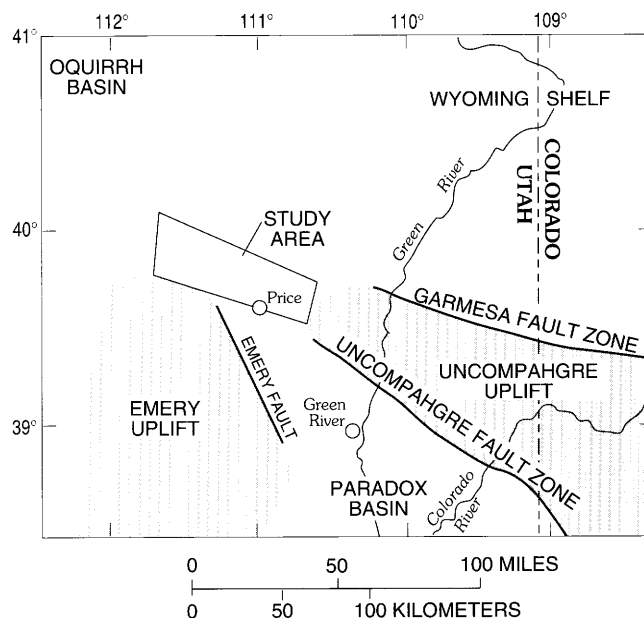 112° 111° 110° 109°
41°
OQUIRRH
BASIN
WYOMING SHELF
COLORADO
UTAH
Green River
40°
STUDY
AREA
Price
GARMESA FAULT ZONE
UNCOMPAHGRE FAULT ZONE
UNCOMPAHGRE
UPLIFT
EMERY FAULT
EMERY
UPLIFT
Green
River
39°
PARADOX
BASIN
Colorado
River
0 50 100 MILES
0 50 100 KILOMETERS